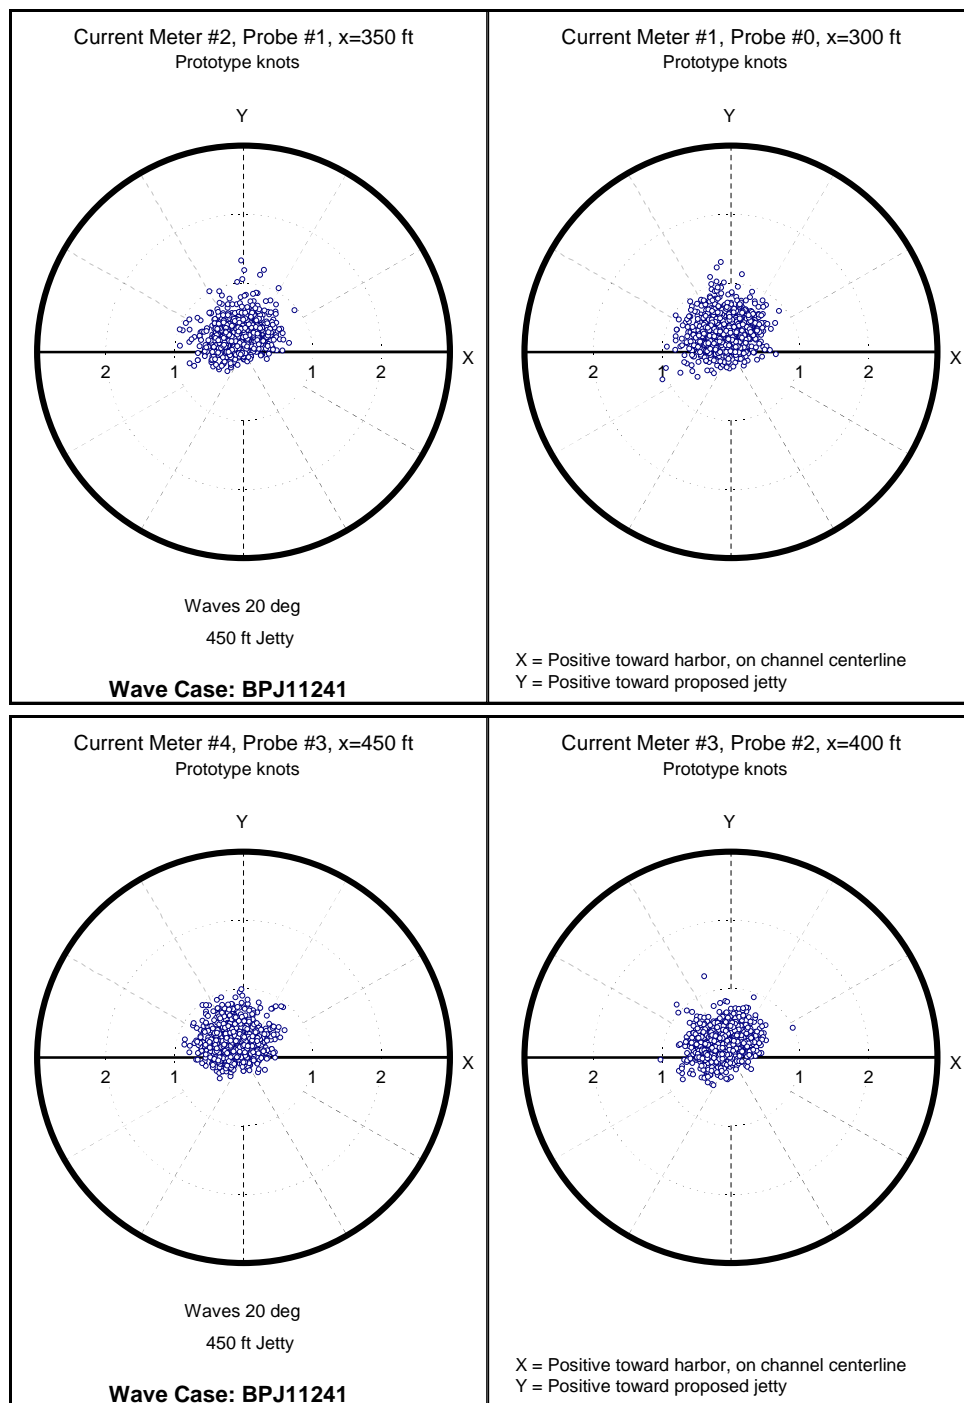 Current Meter #2, Probe #1, x=350 ft
Prototype knots
Y
X
2 1 1 2
Waves 20 deg
450 ft Jetty
Wave Case: BPJ11241
Current Meter #1, Probe #0, x=300 ft
Prototype knots
Y
X
2 1 1 2
X = Positive toward harbor, on channel centerline
Y = Positive toward proposed jetty
Current Meter #4, Probe #3, x=450 ft
Prototype knots
Y
X
2 1 1 2
Waves 20 deg
450 ft Jetty
Wave Case: BPJ11241
Current Meter #3, Probe #2, x=400 ft
Prototype knots
Y
X
2 1 1 2
X = Positive toward harbor, on channel centerline
Y = Positive toward proposed jetty